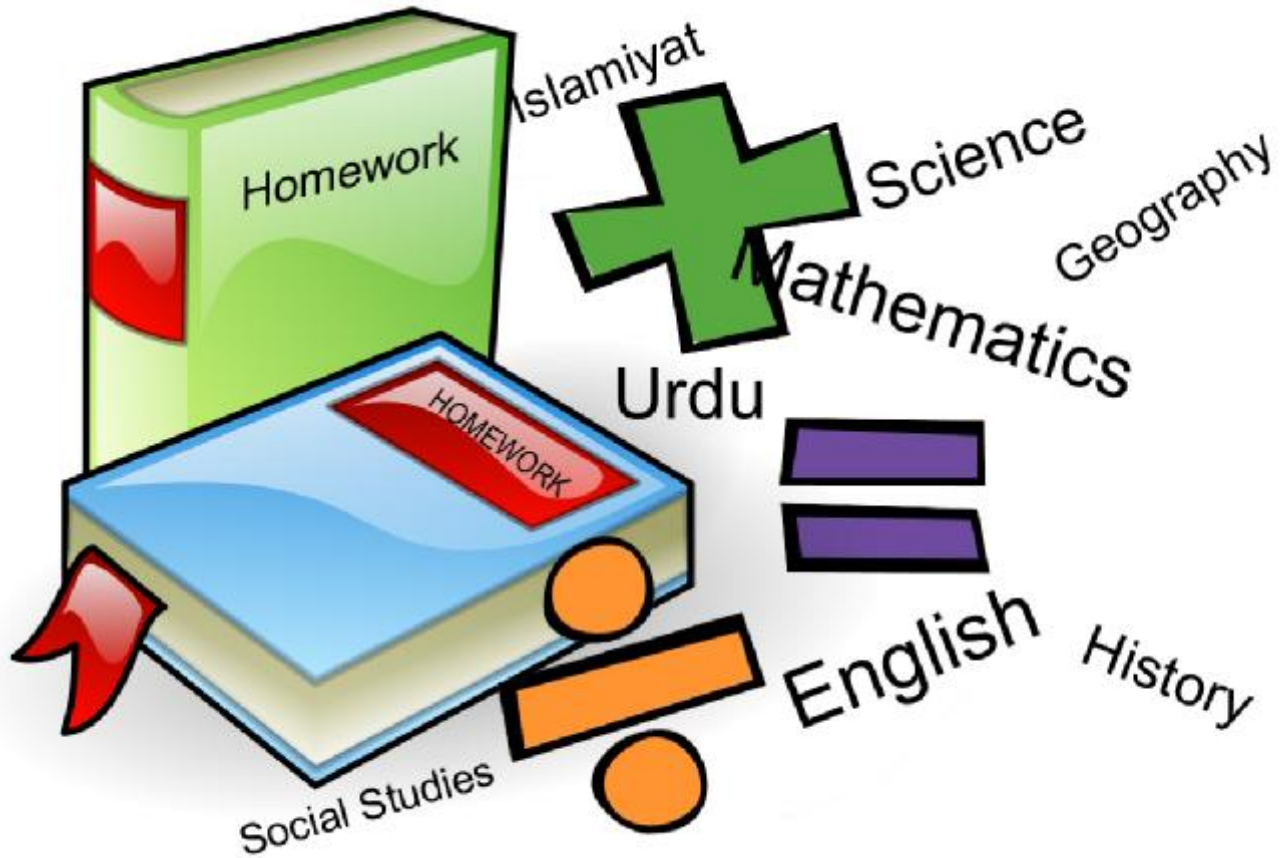 Islamiyat
Homework
Science
Geography
Mathematics
Urdu
HOMEWORK
English
History
Social Studies